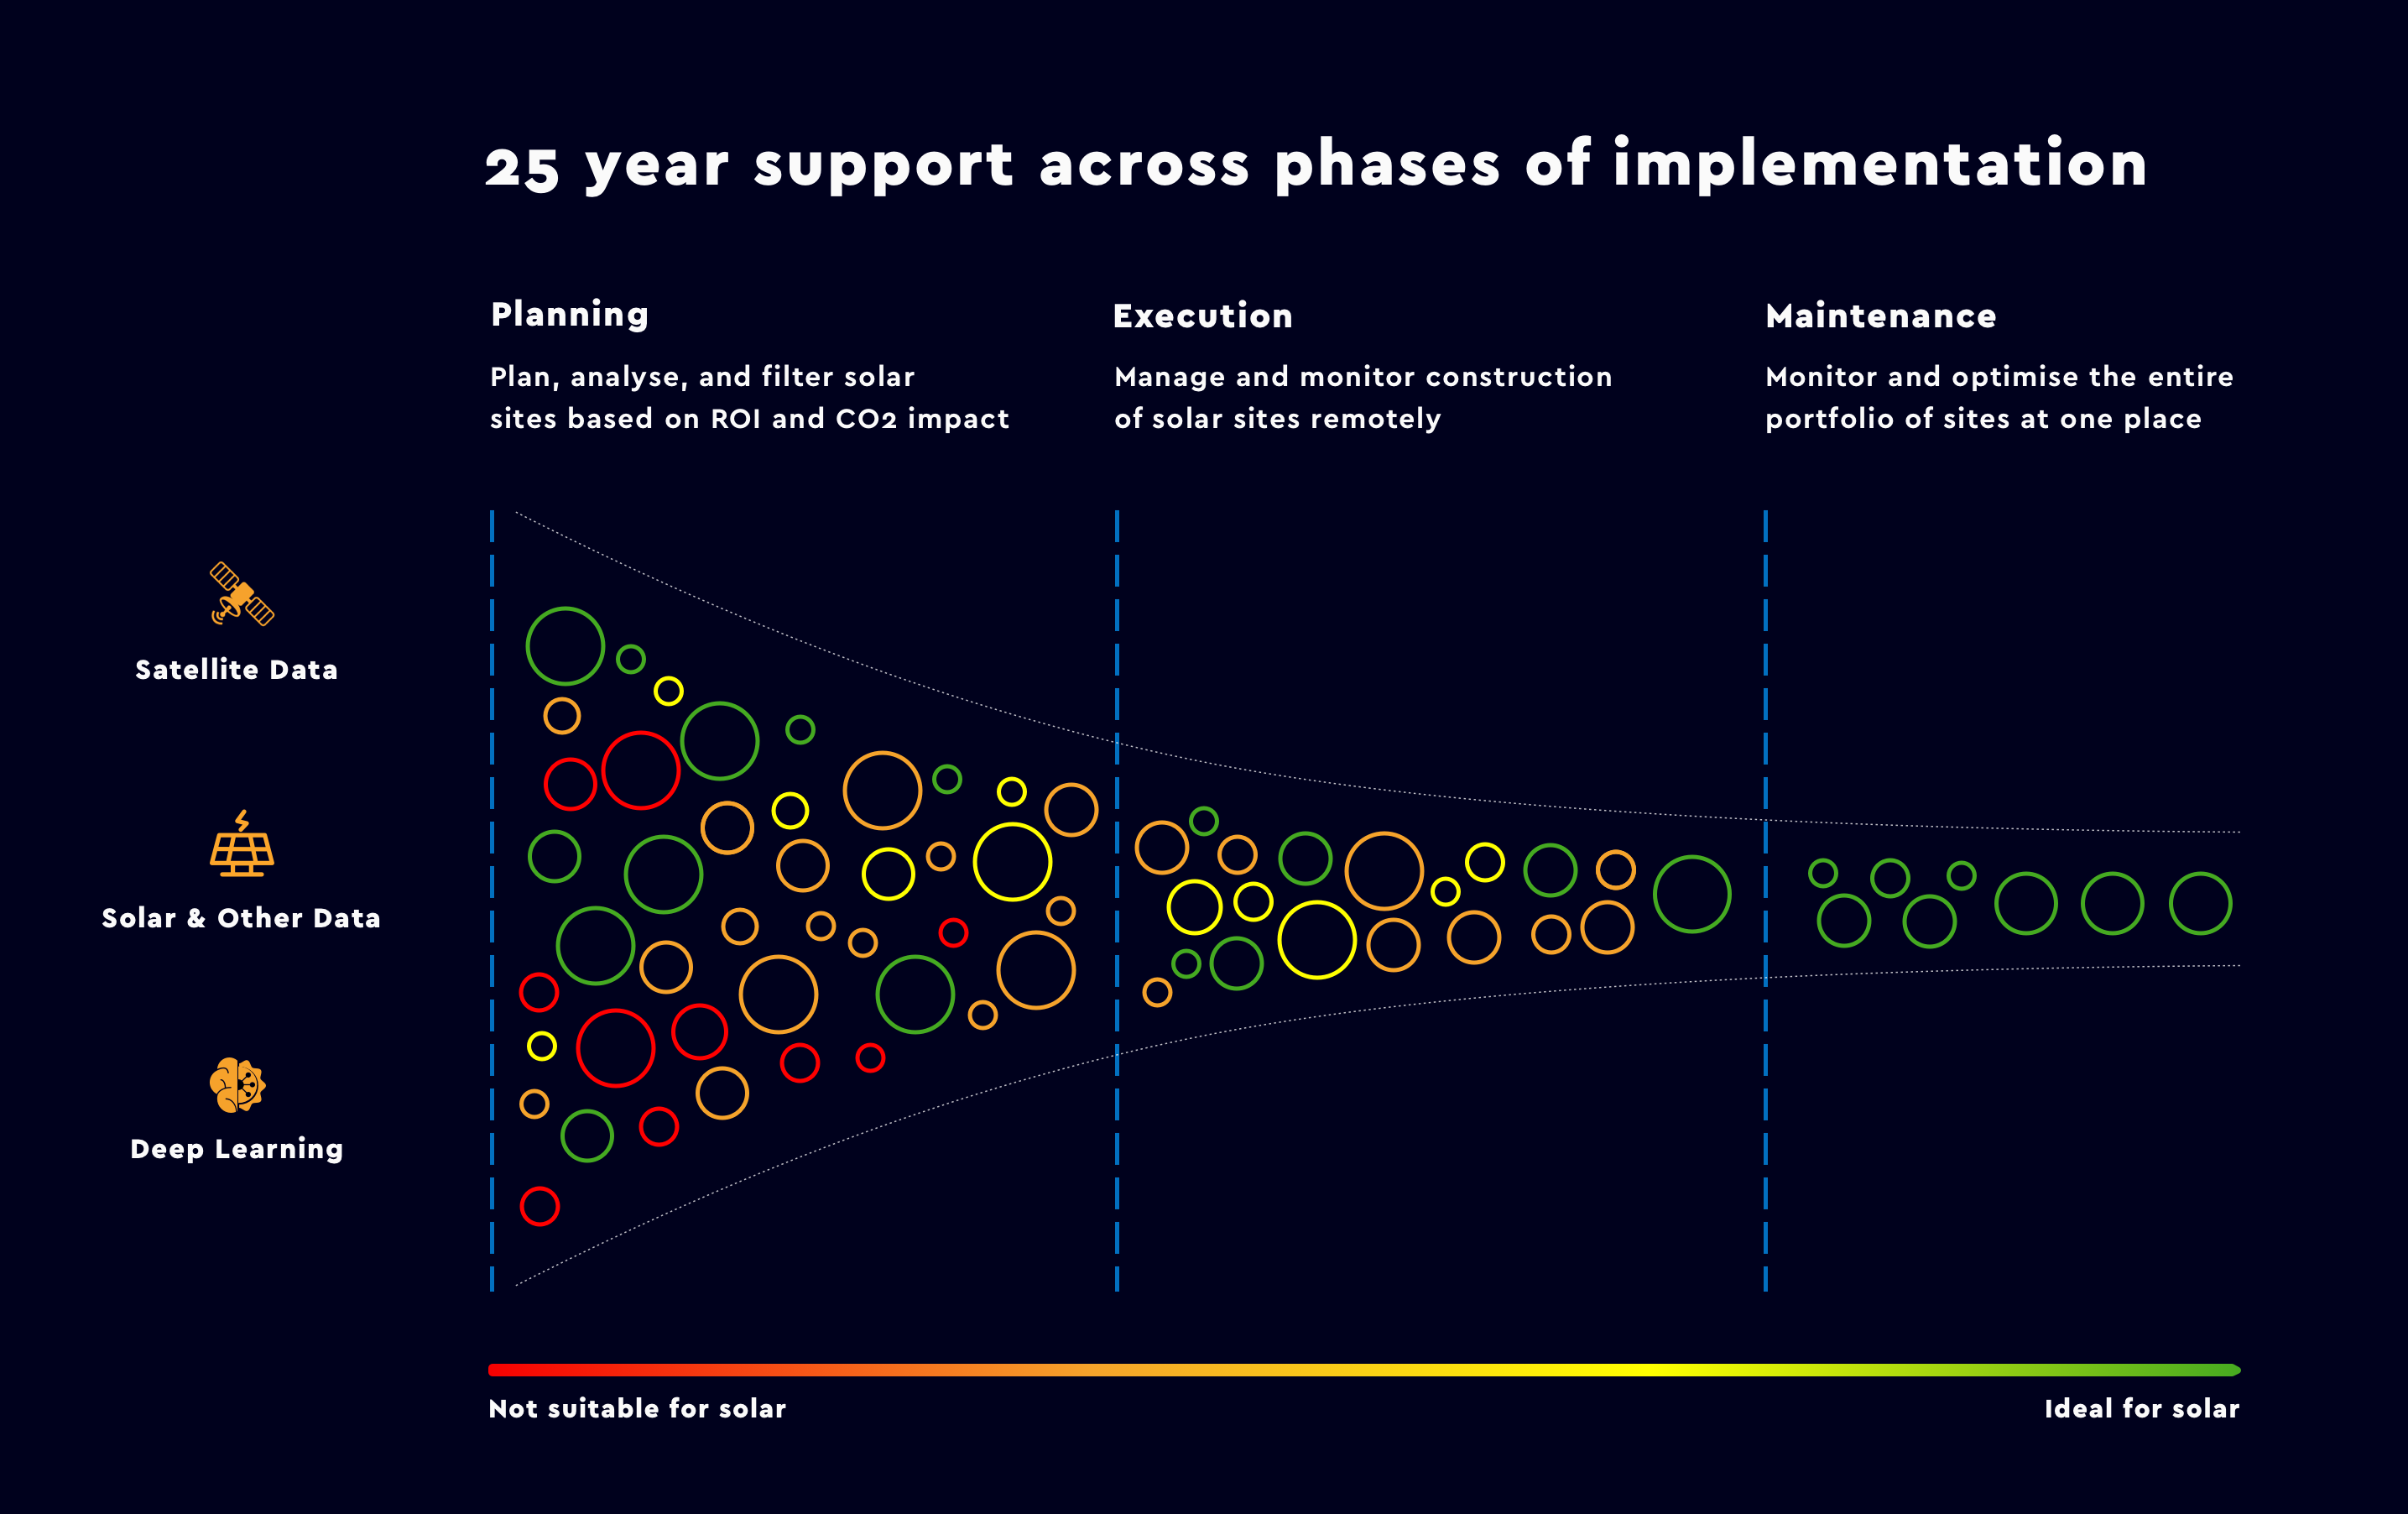 25 year support across phases of implementation
Planning
Plan, analyse, and filter solar
sites based on ROI and CO2 impact
Execution
Manage and monitor construction
of solar sites remotely
Maintenance
Monitor and optimise the entire
portfolio of sites at one place
Satellite Data
Solar & Other Data
Deep Learning
Not suitable for solar
Ideal for solar